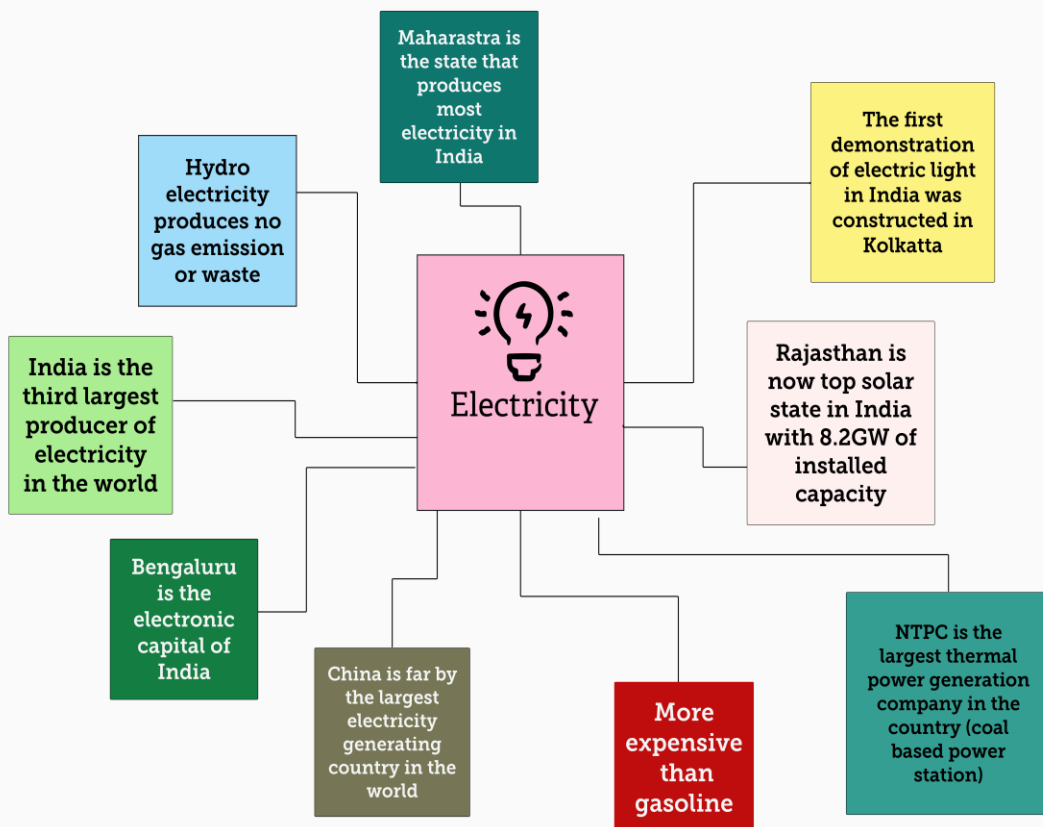 Maharastra is
the state that
produces
most
electricity in
India
The first
demonstration
of electric light
in India was
constructed in
Kolkatta
Hydro
electricity
produces no
gas emission
or waste
Electricity
India is the
third largest
producer of
electricity
in the world
Rajasthan is
now top solar
state in India
with 8.2GW of
installed
capacity
Bengaluru
is the
electronic
capital of
India
China is far by
the largest
electricity
generating
country in the
world
More
expensive
than
gasoline
NTPC is the
largest thermal
power generation
company in the
country (coal
based power
station)